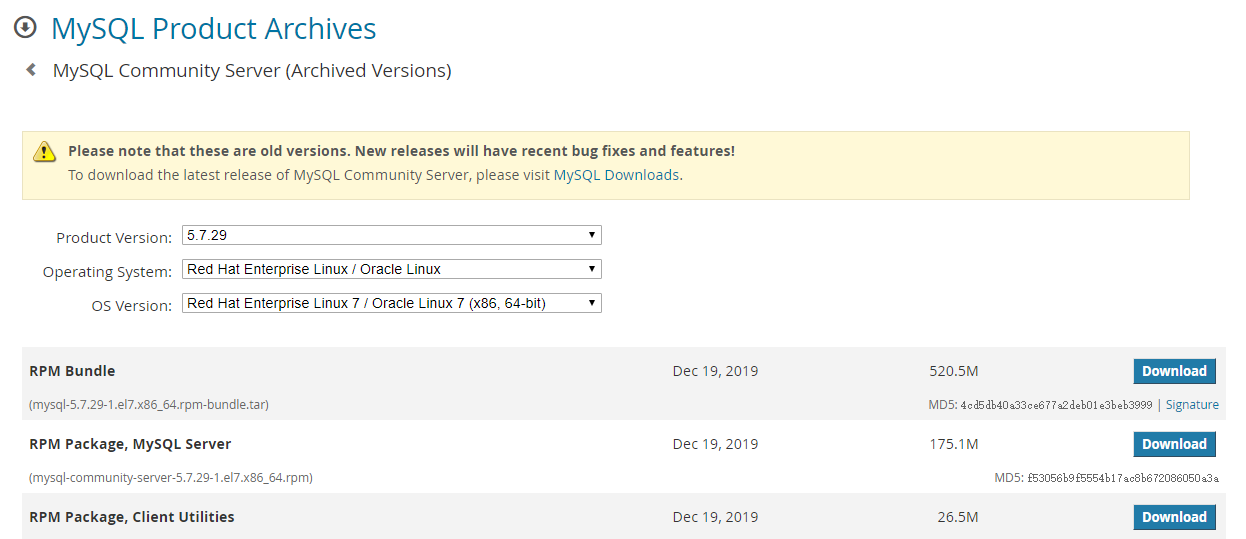 MySQL Product Archives
MySQL Community Server (Archived Versions)
Please note that these are old versions. New releases will have recent bug fixes and features!
To download the latest release of MySQL Community Server, please visit MySQL Downloads.
Product Version: 5.7.29
Operating System: Red Hat Enterprise Linux / Oracle Linux
OS Version: Red Hat Enterprise Linux 7 / Oracle Linux 7 (x86, 64-bit)
RPM Bundle Dec 19, 2019 520.5M Download
(mysql-5.7.29-1.el7.x86_64.rpm-bundle.tar) MD5: 4cd5db40a33ce677a2deb01e3beb3999 | Signature
RPM Package, MySQL Server Dec 19, 2019 175.1M Download
(mysql-community-server-5.7.29-1.el7.x86_64.rpm) MD5: f53056b9f5554b17ac8b672086050a3a
RPM Package, Client Utilities Dec 19, 2019 26.5M Download